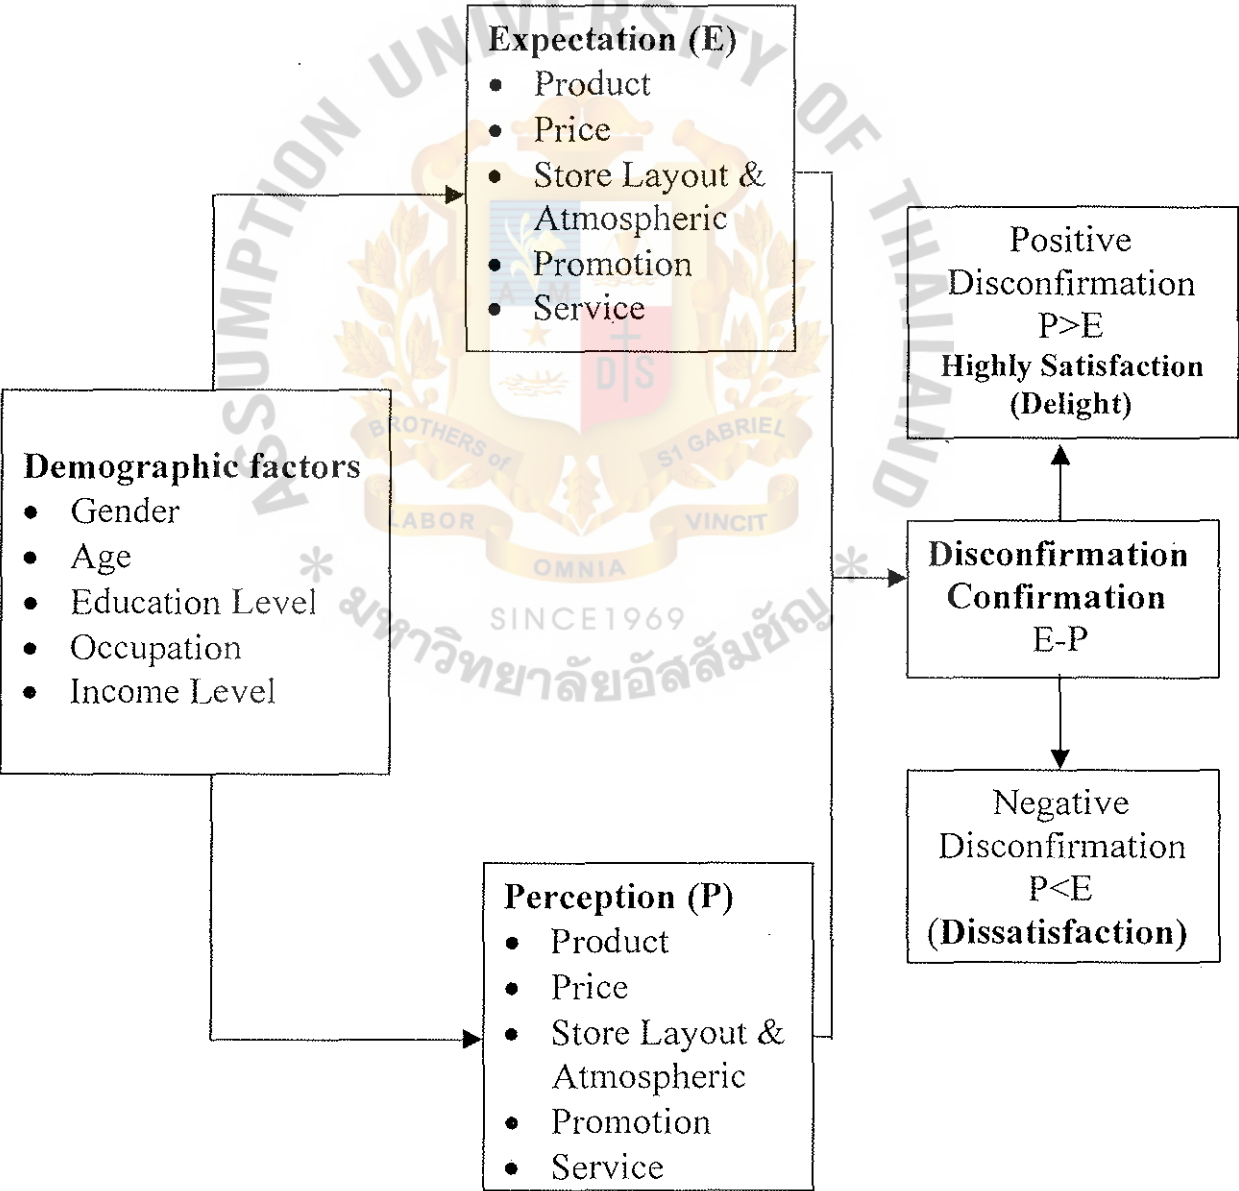 Expectation (E)
• Product
• Price
• Store Layout &
Atmospheric
• Promotion
• Service
Demographic factors
• Gender
• Age
• Education Level
• Occupation
• Income Level
Perception (P)
• Product
• Price
• Store Layout &
Atmospheric
• Promotion
• Service
Positive
Disconfirmation
P>E
Highly Satisfaction
(Delight)
Disconfirmation
Confirmation
E-P
Negative
Disconfirmation
P<E
(Dissatisfaction)
ASSUMPTION UNIVERSITY OF THAILAND
A M
D S
BROTHERS of
S1 GABRIEL
LABOR
VINCIT
OMNIA
SINCE1969
* มหาวิทยาลัยอัสสัมชัญ *